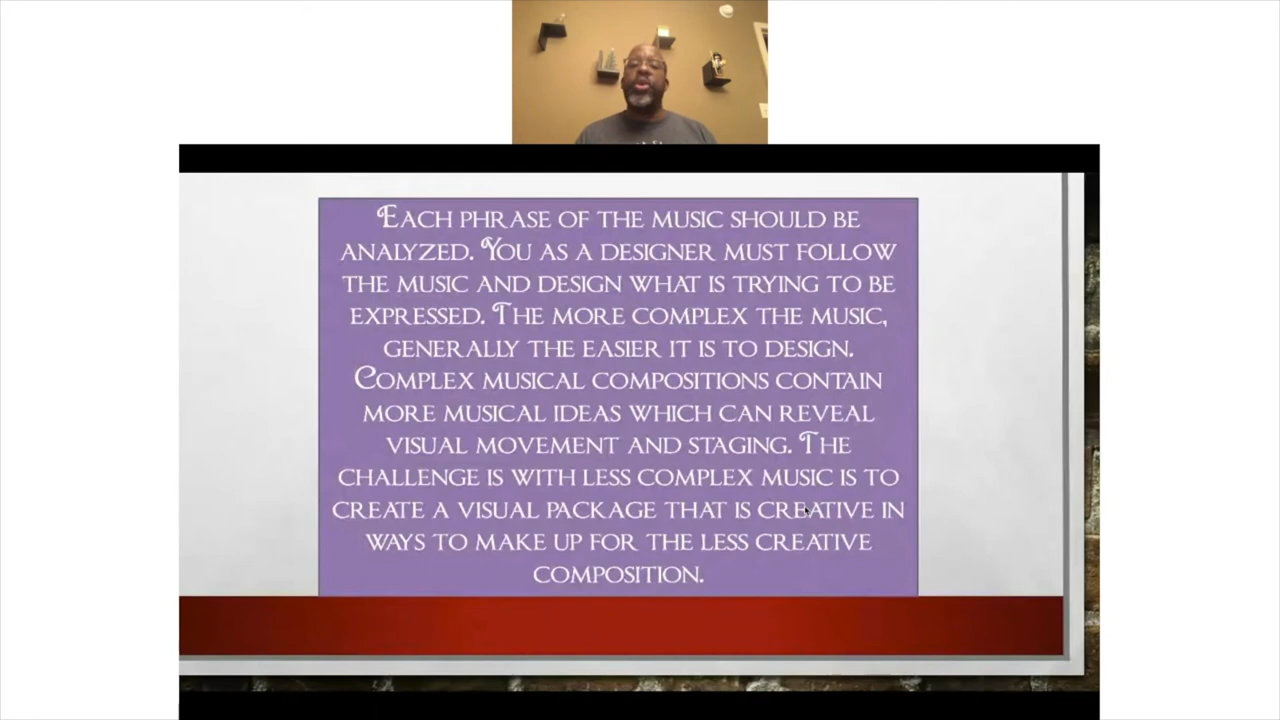 Each phrase of the music should be
analyzed. You as a designer must follow
the music and design what is trying to be
expressed. The more complex the music,
generally the easier it is to design.
Complex musical compositions contain
more musical ideas which can reveal
visual movement and staging. The
challenge is with less complex music is to
create a visual package that is creative in
ways to make up for the less creative
composition.